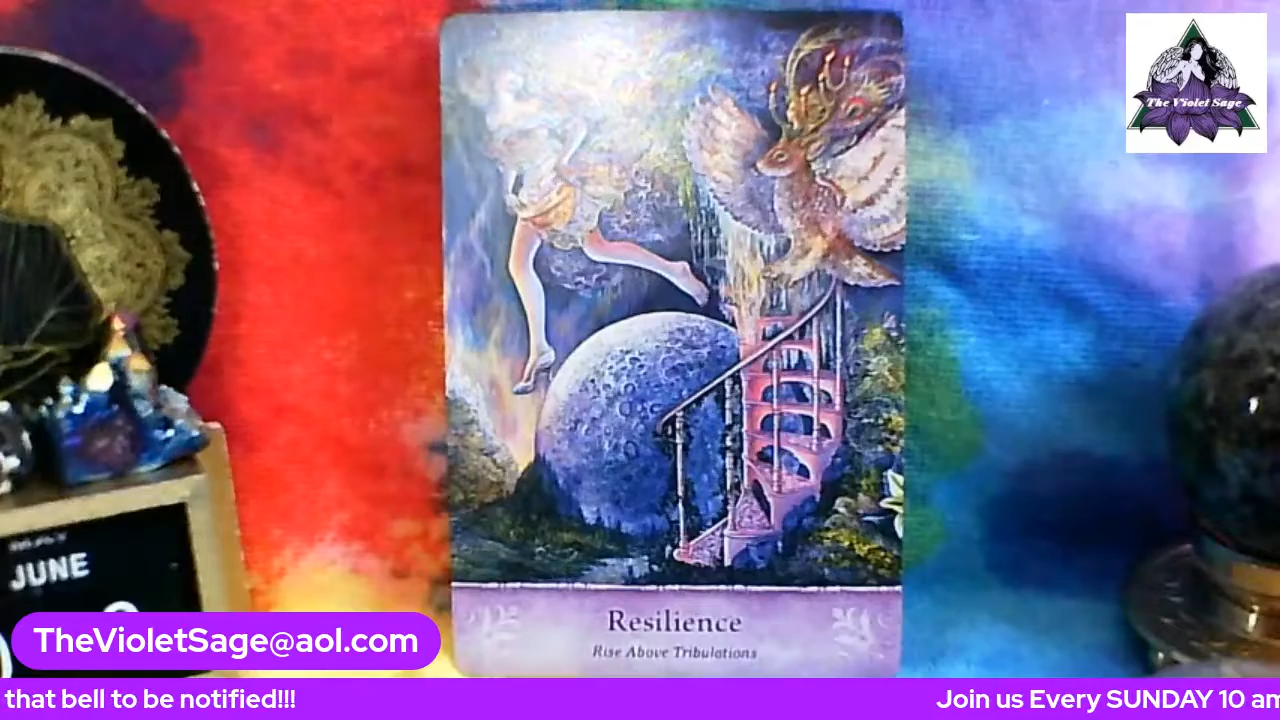 The Violet Sage
Resilience
Rise Above Tribulations
JUNE
TheVioletSage@aol.com
that bell to be notified!!!
Join us Every SUNDAY 10 am